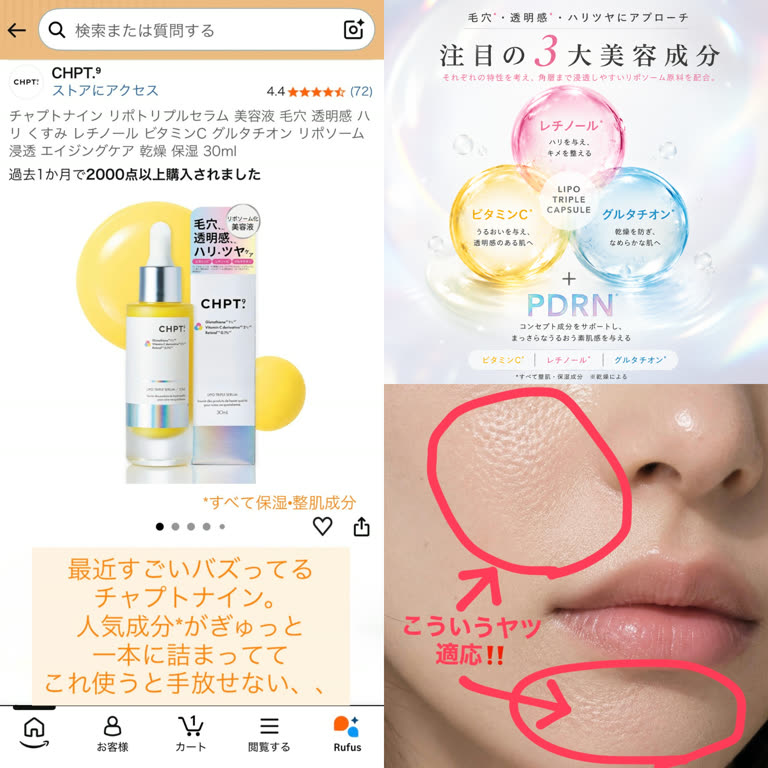 検索または質問する
CHPT.⁹
CHPT.⁹
ストアにアクセス
4.4
(72)
チャプトナイン リポトリプルセラム 美容液 毛穴 透明感 ハ
リ くすみ レチノール ビタミンC グルタチオン リポソーム
浸透 エイジングケア 乾燥 保湿 30ml
過去1か月で2000点以上購入されました
リポソーム化
美容液
毛穴、
透明感、
ハリ・ツヤケア
CHPT.⁹
CHPT.⁹
LIPO TRIPLE SERUM
30mL
*すべて保湿•整肌成分
最近すごいバズってる
チャプトナイン。
人気成分*がぎゅっと
一本に詰まってて
これ使うと手放せない、、
お客様
1
カート
閲覧する
Rufus
毛穴*・透明感*・ハリツヤにアプローチ
注目の3大美容成分
それぞれの特性を考え、角層まで浸透しやすいリポソーム原料を配合。
レチノール*
ハリを与え、
キメを整える
LIPO
TRIPLE
CAPSULE
ビタミンC*
うるおいを与え、
透明感のある肌へ
グルタチオン*
乾燥を防ぎ、
なめらかな肌へ
+
PDRN*
コンセプト成分をサポートし、
まっさらなうるおう素肌感を与える
ビタミンC* | レチノール* | グルタチオン*
*すべて整肌・保湿成分 ※乾燥による
こういうヤツ
適応‼️